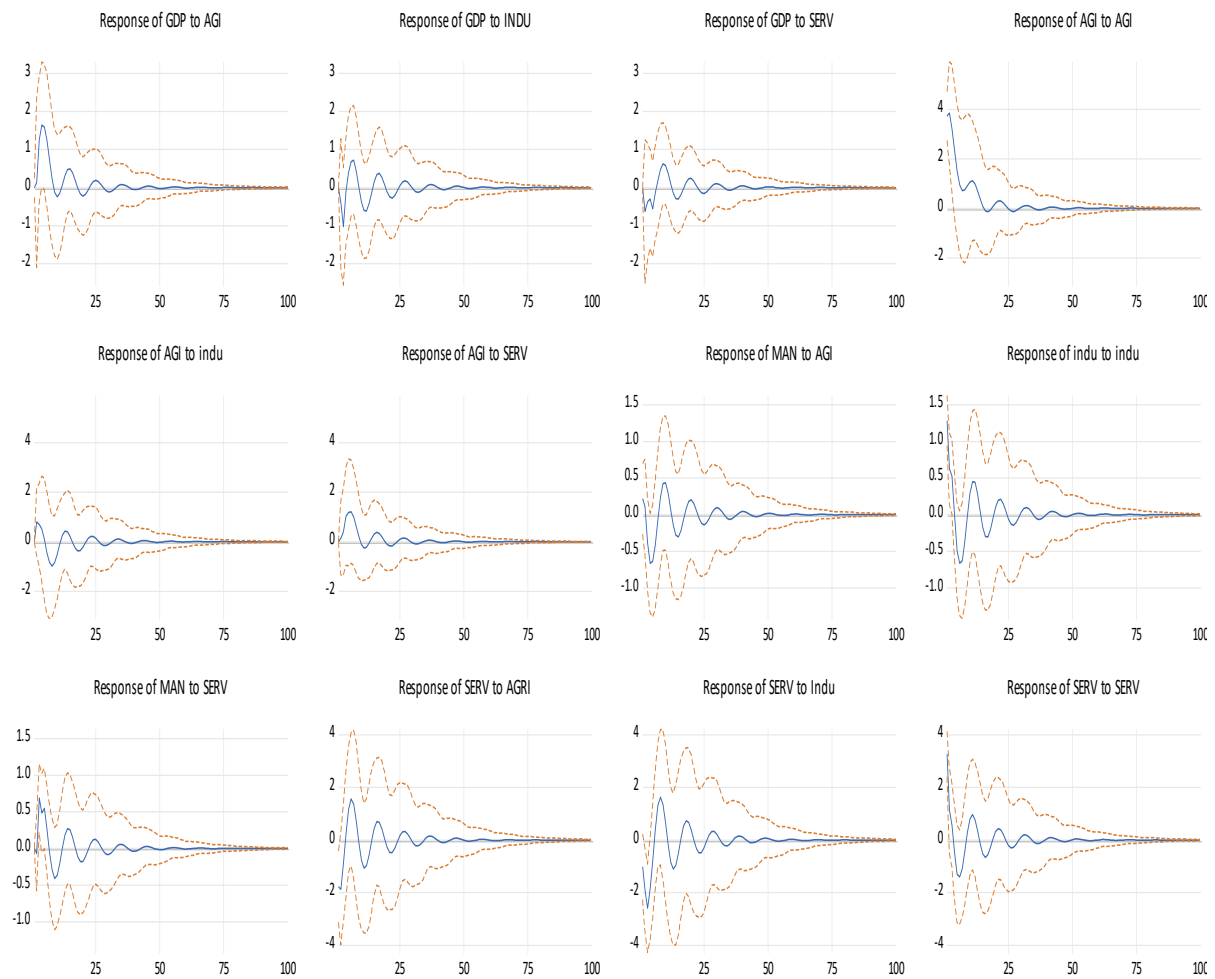 Response of GDP to AGI
3
2
1
0
-1
-2
25 50 75 100
Response of GDP to INDU
3
2
1
0
-1
-2
25 50 75 100
Response of GDP to SERV
3
2
1
0
-1
-2
25 50 75 100
Response of AGI to AGI
4
2
0
-2
25 50 75 100
Response of AGI to indu
4
2
0
-2
25 50 75 100
Response of AGI to SERV
4
2
0
-2
25 50 75 100
Response of MAN to AGI
1.5
1.0
0.5
0.0
-0.5
-1.0
25 50 75 100
Response of indu to indu
1.5
1.0
0.5
0.0
-0.5
-1.0
25 50 75 100
Response of MAN to SERV
1.5
1.0
0.5
0.0
-0.5
-1.0
25 50 75 100
Response of SERV to AGRI
4
2
0
-2
-4
25 50 75 100
Response of SERV to Indu
4
2
0
-2
-4
25 50 75 100
Response of SERV to SERV
4
2
0
-2
-4
25 50 75 100